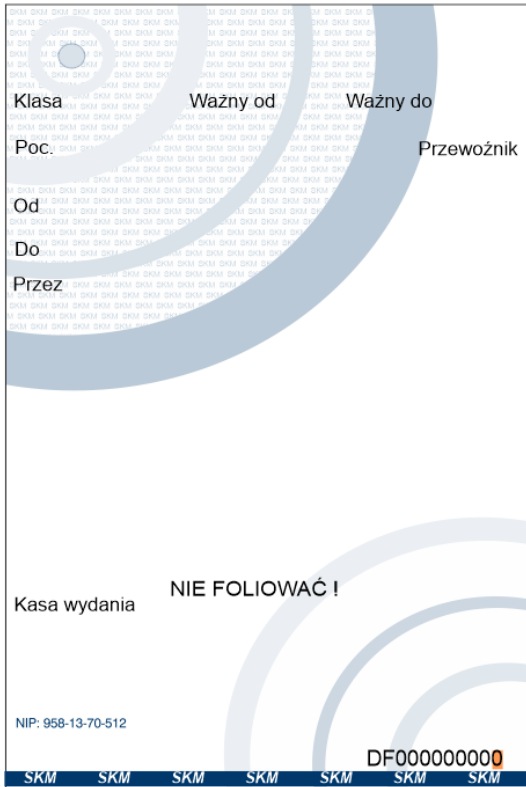 Klasa Ważny od Ważny do
Poc. Przewoźnik
Od
Do
Przez
NIE FOLIOWAĆ !
Kasa wydania
NIP: 958-13-70-512
DF0000000000
SKM SKM SKM SKM SKM SKM SKM